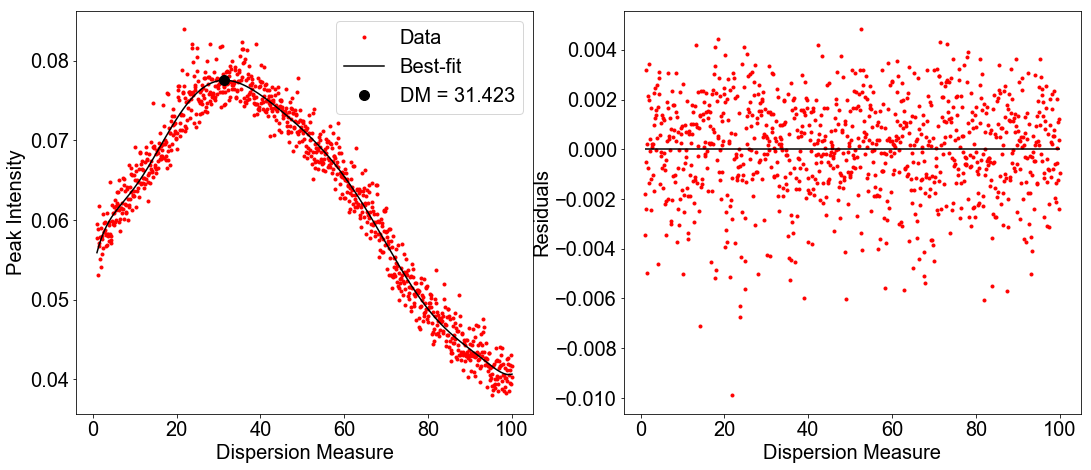 Data
Best-fit
DM = 31.423
0.08
0.07
0.06
0.05
0.04
Peak Intensity
0 20 40 60 80 100
Dispersion Measure
0.004
0.002
0.000
−0.002
−0.004
−0.006
−0.008
−0.010
Residuals
0 20 40 60 80 100
Dispersion Measure